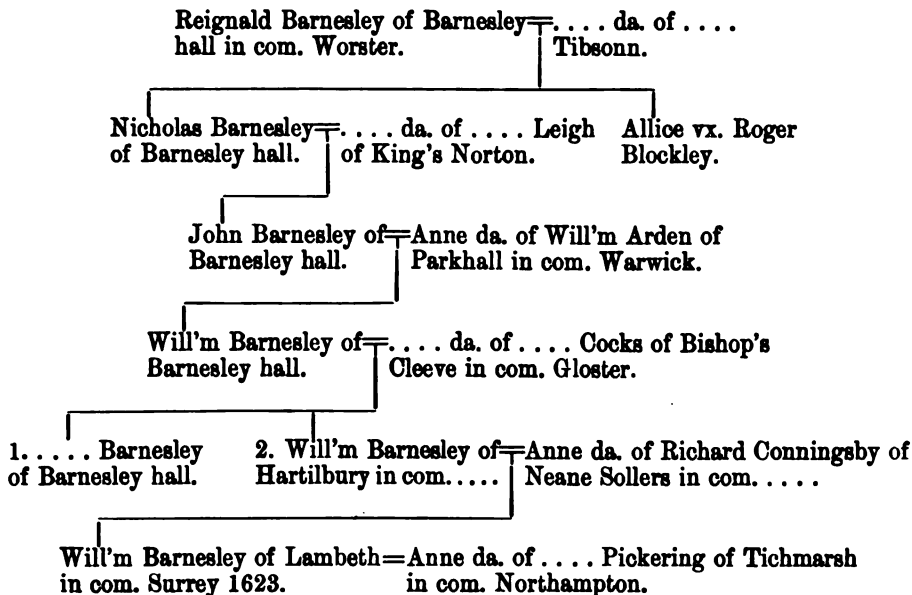 Reignald Barnesley of Barnesley=. . . . da. of . . . .
hall in com. Worster. Tibsonn.
Nicholas Barnesley=. . . . da. of . . . . Leigh Allice vx. Roger
of Barnesley hall. of King's Norton. Blockley.
John Barnesley of=Anne da. of Will'm Arden of
Barnesley hall. Parkhall in com. Warwick.
Will'm Barnesley of=. . . . da. of . . . . Cocks of Bishop's
Barnesley hall. Cleeve in com. Gloster.
1. . . . . Barnesley 2. Will'm Barnesley of=Anne da. of Richard Conningsby of
of Barnesley hall. Hartilbury in com. . . . . Neane Sollers in com. . . . .
Will'm Barnesley of Lambeth=Anne da. of . . . . Pickering of Tichmarsh
in com. Surrey 1623. in com. Northampton.